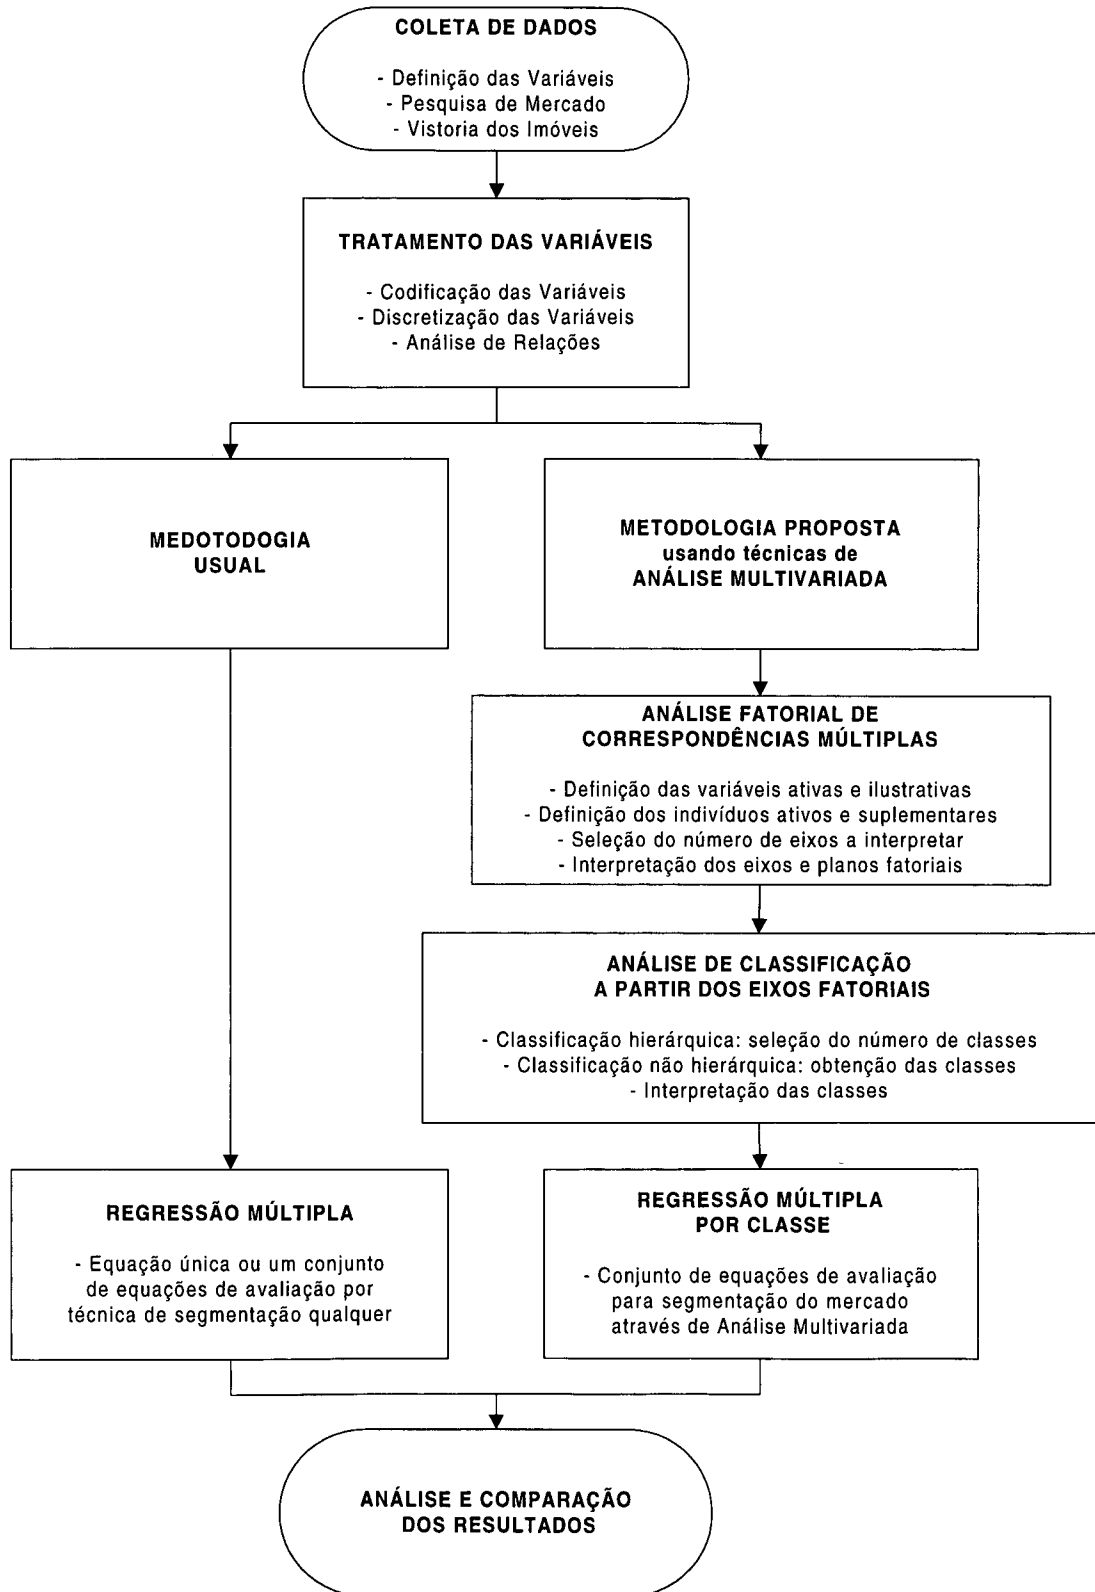 COLETA DE DADOS
- Definição das Variáveis
- Pesquisa de Mercado
- Vistoria dos Imóveis
TRATAMENTO DAS VARIÁVEIS
- Codificação das Variáveis
- Discretização das Variáveis
- Análise de Relações
MEDOTODOGIA
USUAL
METODOLOGIA PROPOSTA
usando técnicas de
ANÁLISE MULTIVARIADA
ANÁLISE FATORIAL DE
CORRESPONDÊNCIAS MÚLTIPLAS
- Definição das variáveis ativas e ilustrativas
- Definição dos indivíduos ativos e suplementares
- Seleção do número de eixos a interpretar
- Interpretação dos eixos e planos fatoriais
ANÁLISE DE CLASSIFICAÇÃO
A PARTIR DOS EIXOS FATORIAIS
- Classificação hierárquica: seleção do número de classes
- Classificação não hierárquica: obtenção das classes
- Interpretação das classes
REGRESSÃO MÚLTIPLA
- Equação única ou um conjunto
de equações de avaliação por
técnica de segmentação qualquer
REGRESSÃO MÚLTIPLA
POR CLASSE
- Conjunto de equações de avaliação
para segmentação do mercado
através de Análise Multivariada
ANÁLISE E COMPARAÇÃO
DOS RESULTADOS